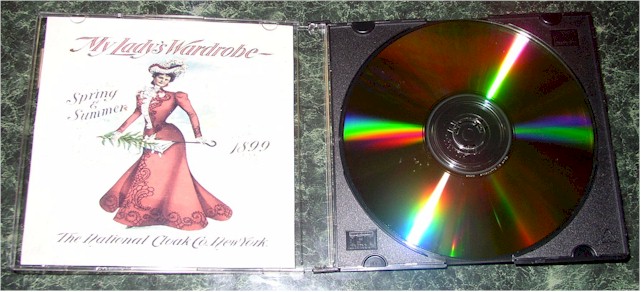 My Lady's Wardrobe
Spring
&
Summer
1899
The National Cloak Co. New York.